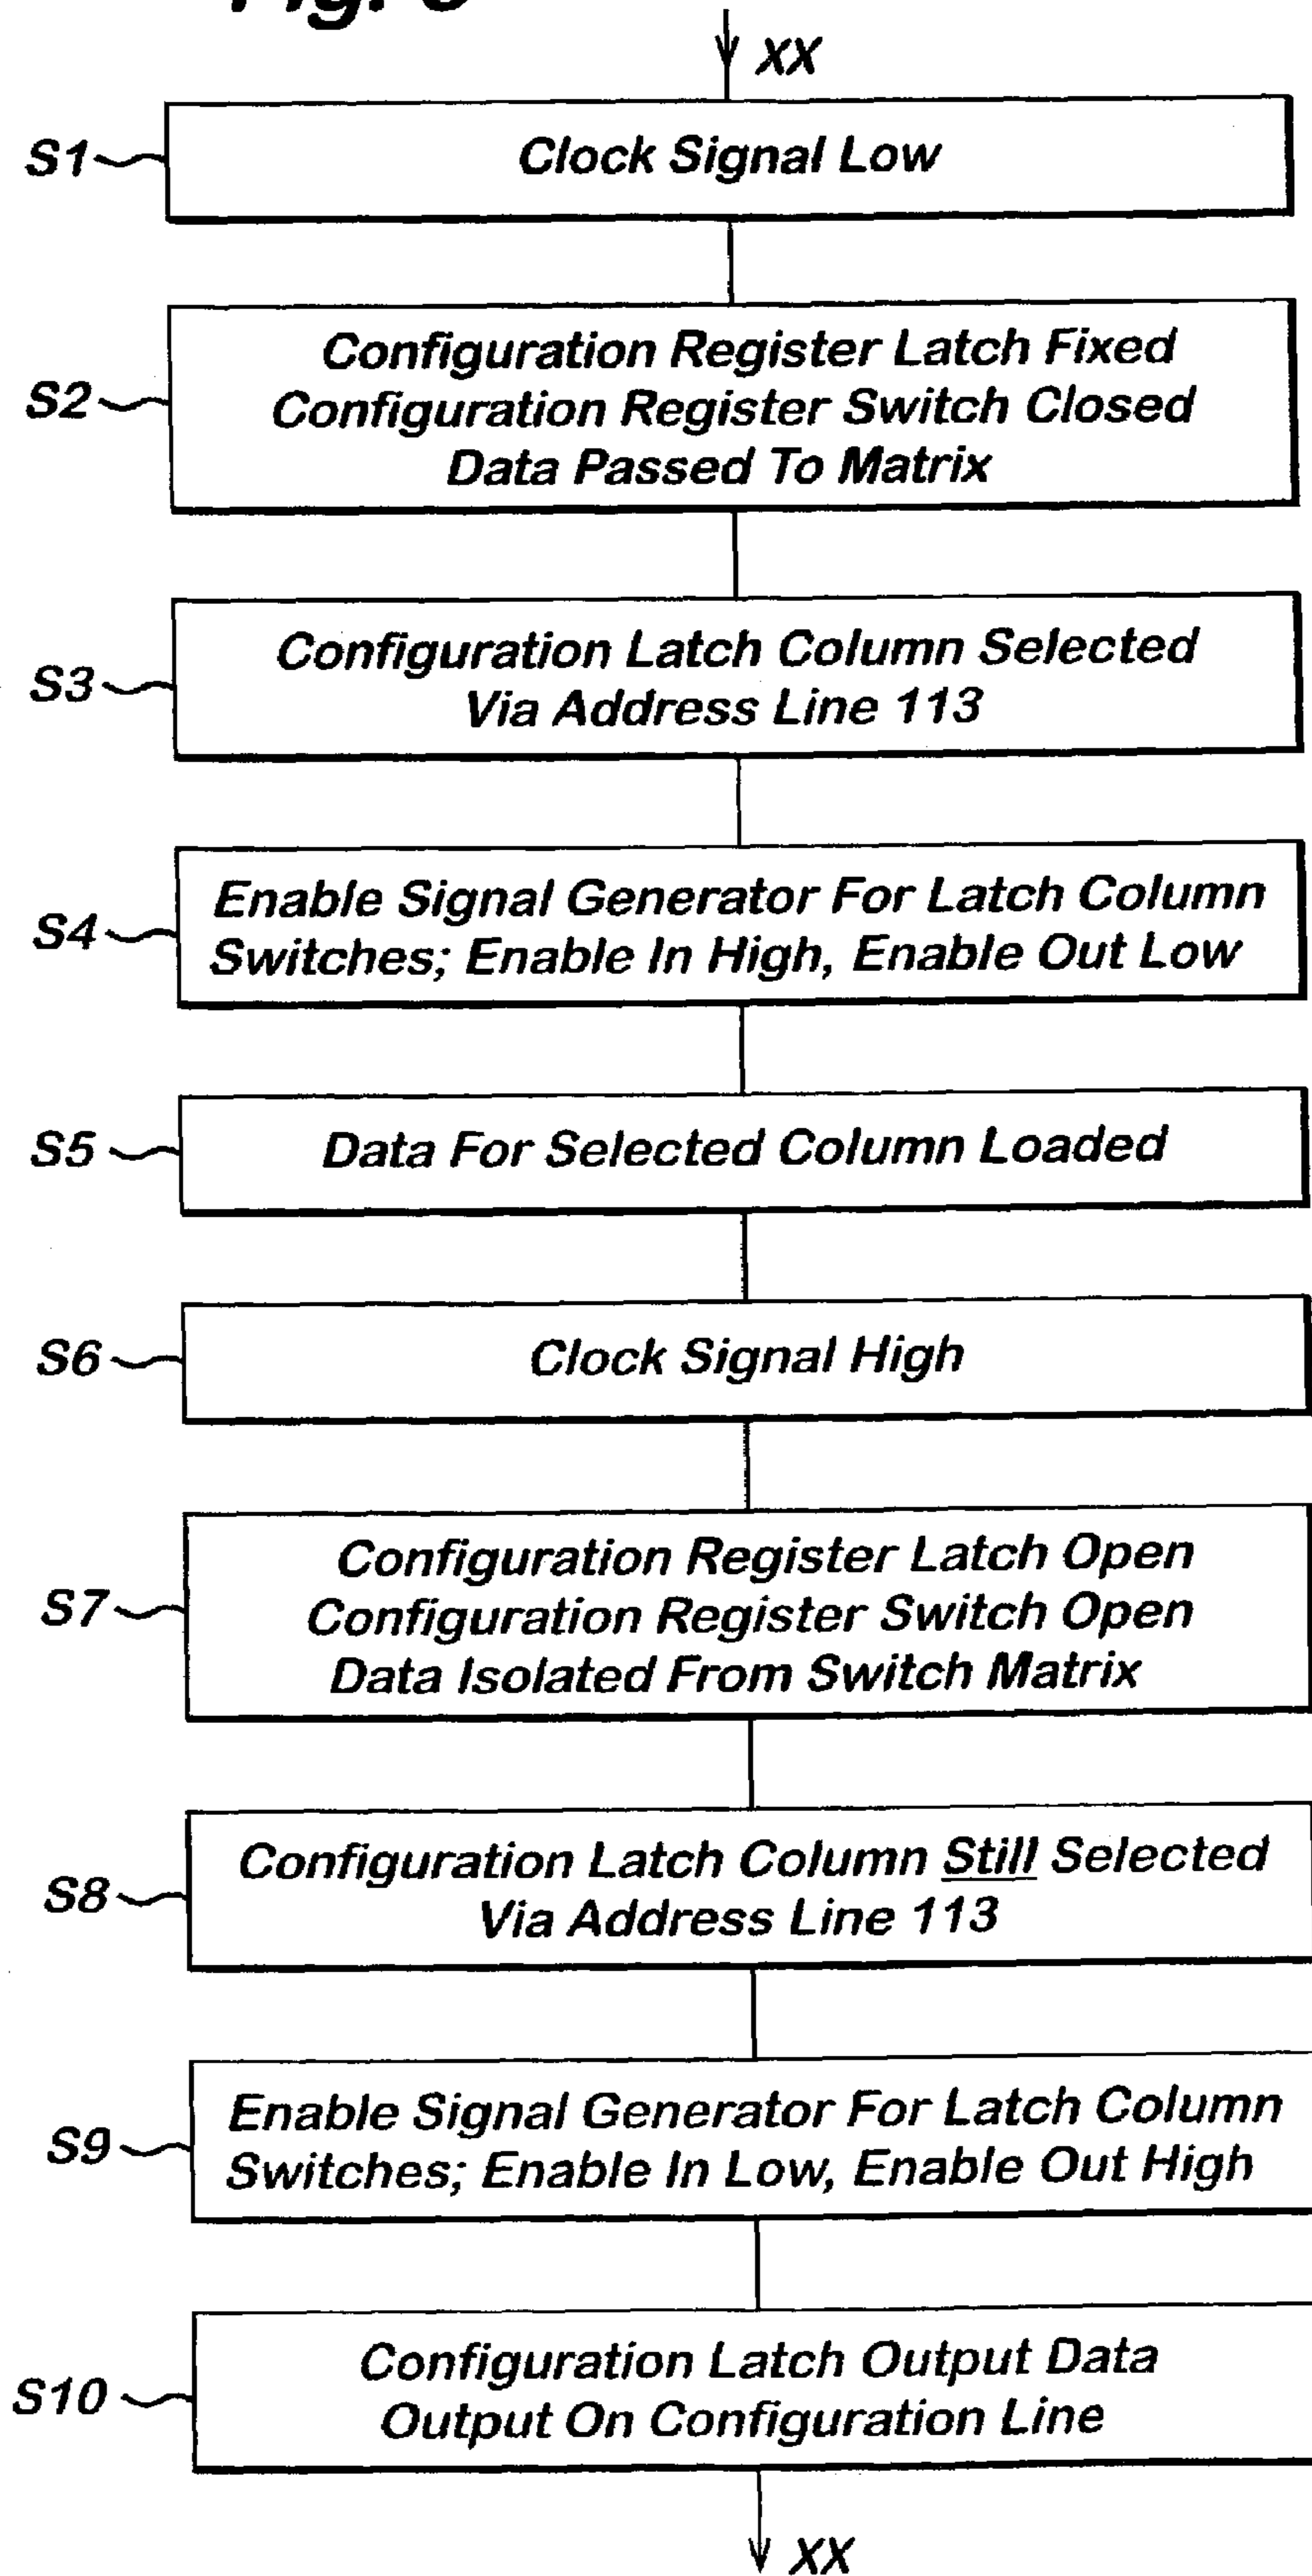 Fig.
XX
S1
Clock Signal Low
S2
Configuration Register Latch Fixed
Configuration Register Switch Closed
Data Passed To Matrix
S3
Configuration Latch Column Selected
Via Address Line 113
S4
Enable Signal Generator For Latch Column
Switches; Enable In High, Enable Out Low
S5
Data For Selected Column Loaded
S6
Clock Signal High
S7
Configuration Register Latch Open
Configuration Register Switch Open
Data Isolated From Switch Matrix
S8
Configuration Latch Column Still Selected
Via Address Line 113
S9
Enable Signal Generator For Latch Column
Switches; Enable In Low, Enable Out High
S10
Configuration Latch Output Data
Output On Configuration Line
XX